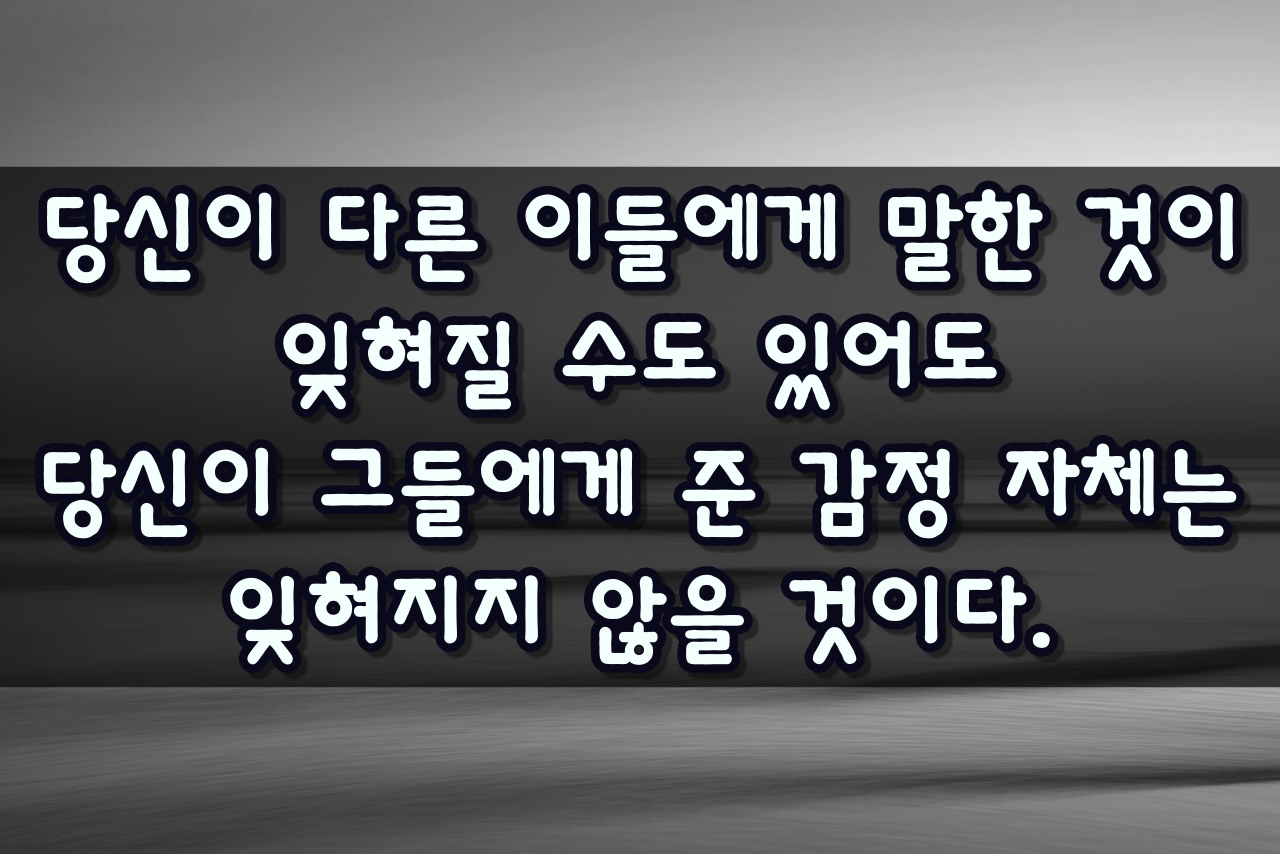 당신이 다른 이들에게 말한 것이
잊혀질 수도 있어도
당신이 그들에게 준 감정 자체는
잊혀지지 않을 것이다.